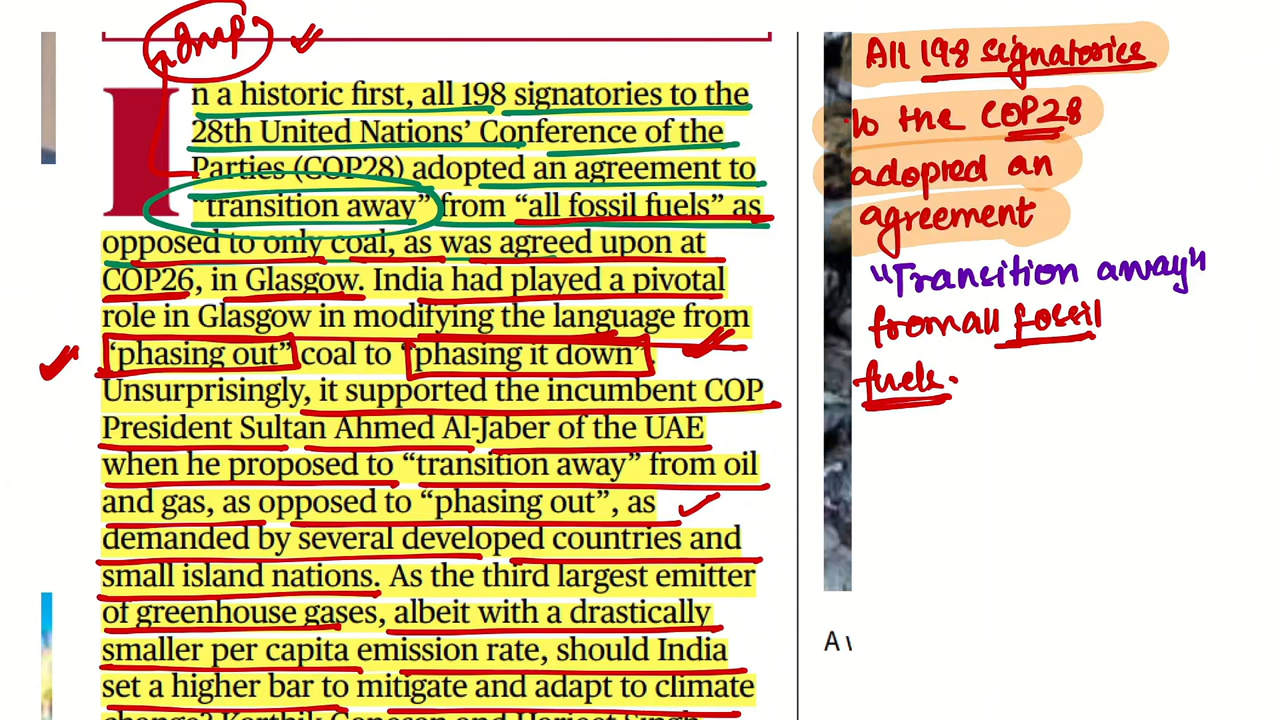 Imp
In a historic first, all 198 signatories to the
28th United Nations’ Conference of the
Parties (COP28) adopted an agreement to
“transition away” from “all fossil fuels” as
opposed to only coal, as was agreed upon at
COP26, in Glasgow. India had played a pivotal
role in Glasgow in modifying the language from
“phasing out” coal to “phasing it down”.
Unsurprisingly, it supported the incumbent COP
President Sultan Ahmed Al-Jaber of the UAE
when he proposed to “transition away” from oil
and gas, as opposed to “phasing out”, as
demanded by several developed countries and
small island nations. As the third largest emitter
of greenhouse gases, albeit with a drastically
smaller per capita emission rate, should India
set a higher bar to mitigate and adapt to climate
change? Karthik Ganesan and Harjeet Singh
All 198 signatories
to the COP28
adopted an
agreement
"Transition away"
from all fossil
fuels.